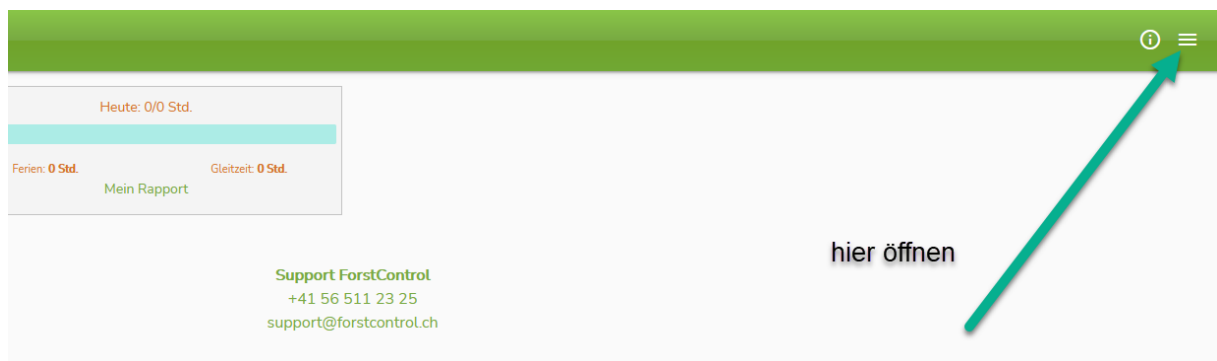 Heute: 0/0 Std.
Ferien: 0 Std. Gleitzeit: 0 Std.
Mein Rapport
hier öffnen
Support ForstControl
+41 56 511 23 25
support@forstcontrol.ch